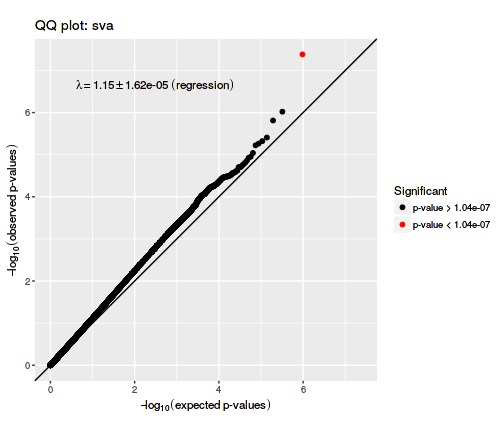 QQ plot: sva
λ = 1.15 ± 1.62e-05 (regression)
6
4
2
0
0 2 4 6
-log10(observed p-values)
-log10(expected p-values)
Significant
p-value > 1.04e-07
p-value < 1.04e-07